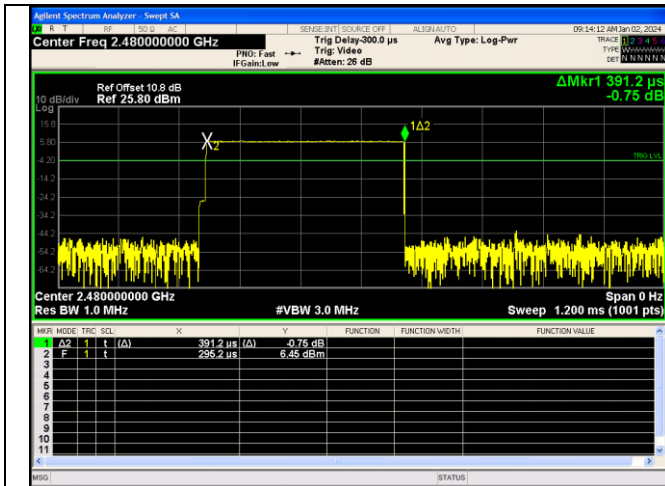 Agilent Spectrum Analyzer - Swept SA
R T RF 50 Ω AC SENSE:INT SOURCE OFF ALIGN AUTO 09:14:12 AM Jan 02, 2024
Center Freq 2.480000000 GHz
PNO: Fast
IFGain:Low
Trig Delay-300.0 µs
Trig: Video
#Atten: 26 dB
Avg Type: Log-Pwr
TRACE 1 2 3 4 5
TYPE
DET N N N N N
Ref Offset 10.8 dB
10 dB/div Ref 25.80 dBm
Log
ΔMkr1 391.2 µs
-0.75 dB
15.8
5.80
-4.20
-14.2
-24.2
-34.2
-44.2
-54.2
-64.2
2
1Δ2
TRIG LVL
Center 2.480000000 GHz Span 0 Hz
Res BW 1.0 MHz #VBW 3.0 MHz Sweep 1.200 ms (1001 pts)
MKR MODE TRC SCL X Y FUNCTION FUNCTION WIDTH FUNCTION VALUE
1 Δ2 1 t (Δ) 391.2 µs (Δ) -0.75 dB
2 F 1 t 295.2 µs 6.45 dBm
3
4
5
6
7
8
9
10
11
MSG STATUS